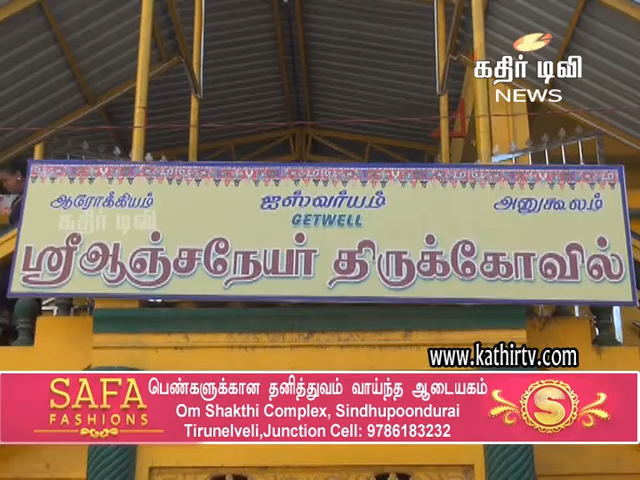 கதிர் டிவி
NEWS
ஆரோக்கியம் ஐஸ்வர்யம் அனுகூலம்
கதிர் டிவி
GETWELL
ஸ்ரீஆஞ்சநேயர் திருக்கோவில்
www.kathirtv.com
SAFA
FASHIONS
பெண்களுக்கான தனித்துவம் வாய்ந்த ஆடையகம்
Om Shakthi Complex, Sindhupoondurai
Tirunelveli,Junction Cell: 9786183232
S